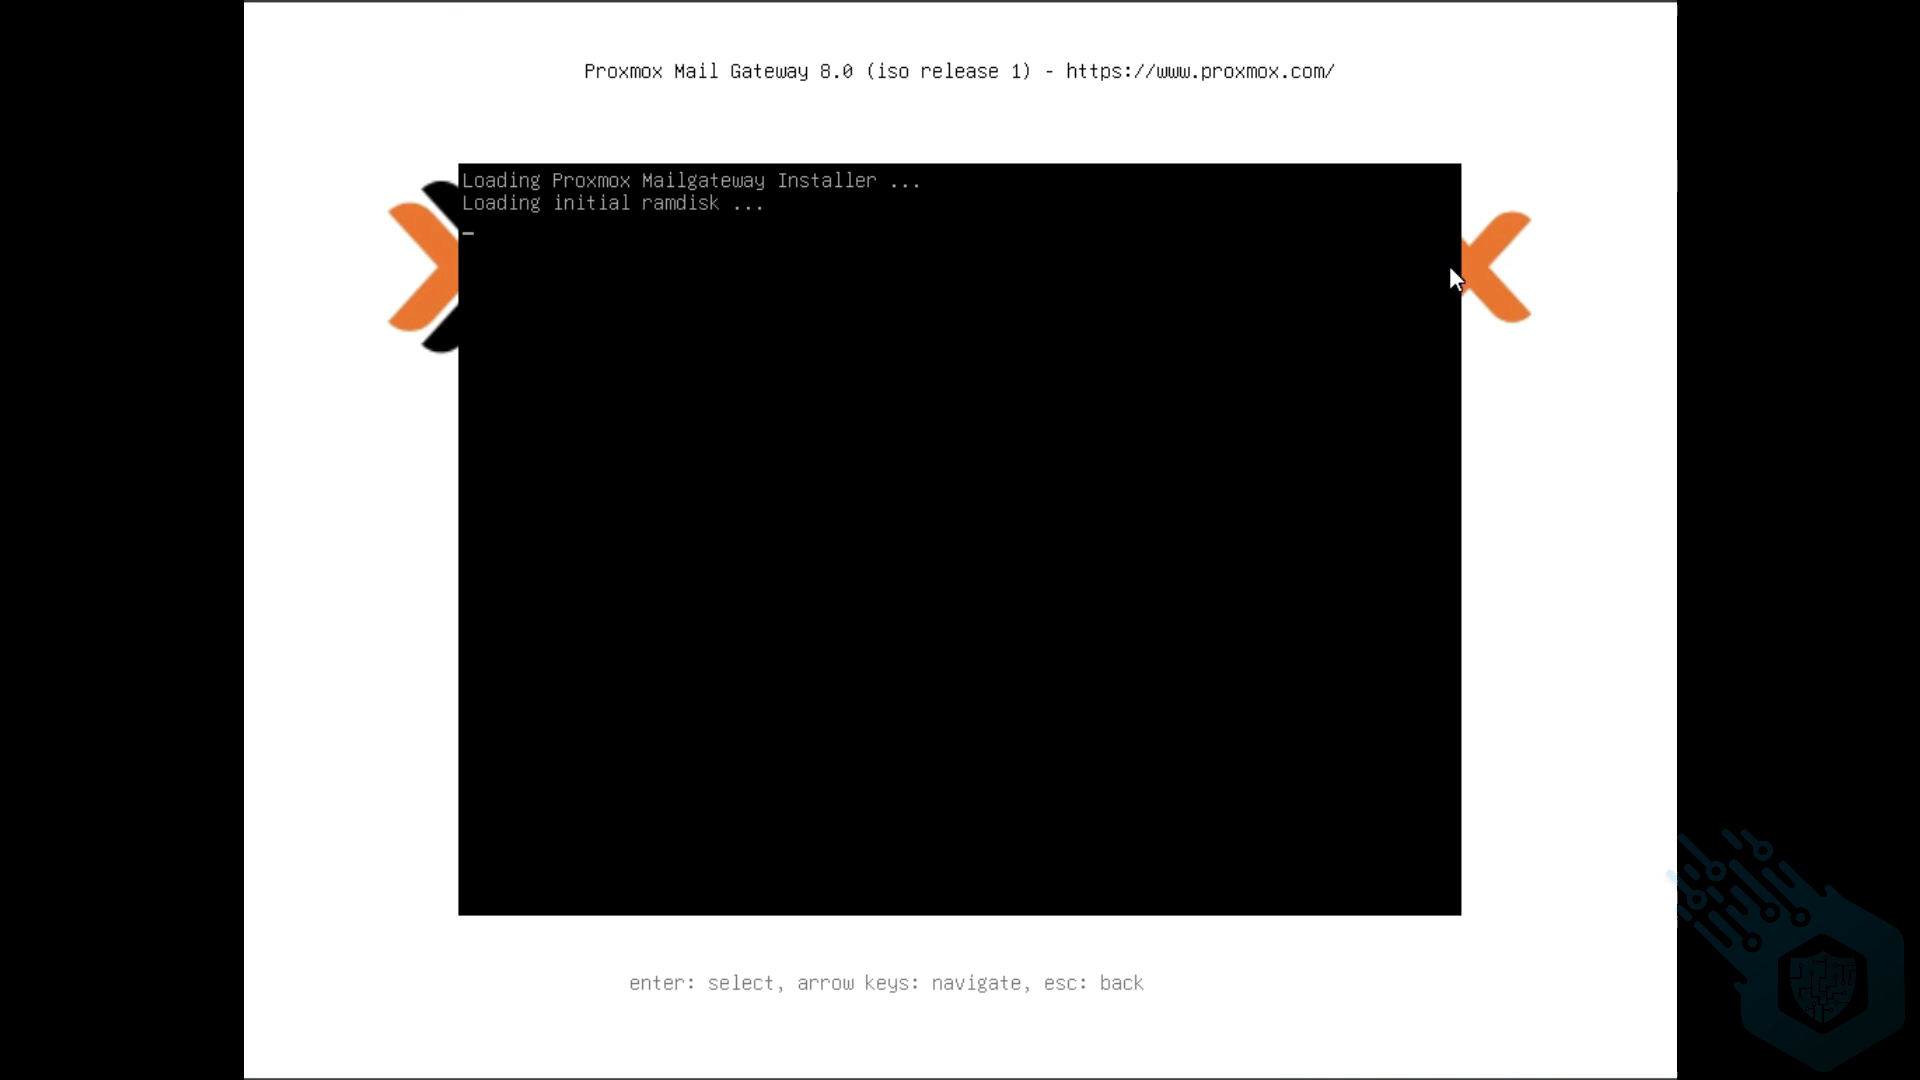 Proxmox Mail Gateway 8.0 (iso release 1) - https://www.proxmox.com/
Loading Proxmox Mailgateway Installer ...
Loading initial ramdisk ...
enter: select, arrow keys: navigate, esc: back